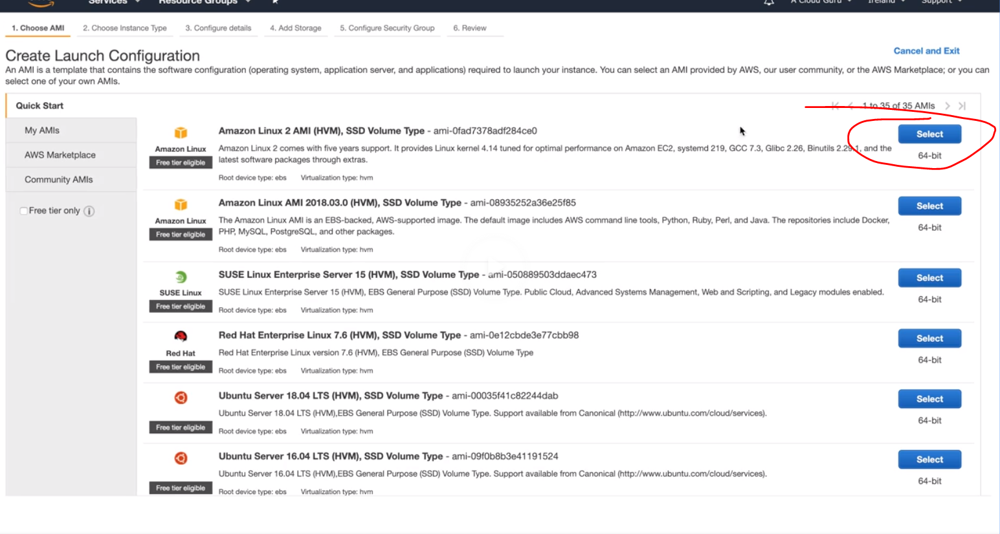 Services Resource Groups A Cloud Guru Ireland Support
1. Choose AMI 2. Choose Instance Type 3. Configure details 4. Add Storage 5. Configure Security Group 6. Review
Create Launch Configuration
Cancel and Exit
An AMI is a template that contains the software configuration (operating system, application server, and applications) required to launch your instance. You can select an AMI provided by AWS, our user community, or the AWS Marketplace; or you can
select one of your own AMIs.
Quick Start
1 to 35 of 35 AMIs
My AMIs
AWS Marketplace
Community AMIs
Free tier only
Amazon Linux
Free tier eligible
Amazon Linux 2 AMI (HVM), SSD Volume Type - ami-0fad7378adf284ce0
Amazon Linux 2 comes with five years support. It provides Linux kernel 4.14 tuned for optimal performance on Amazon EC2, systemd 219, GCC 7.3, Glibc 2.26, Binutils 2.29.1, and the
latest software packages through extras.
Root device type: ebs Virtualization type: hvm
Select
64-bit
Amazon Linux
Free tier eligible
Amazon Linux AMI 2018.03.0 (HVM), SSD Volume Type - ami-08935252a36e25f85
The Amazon Linux AMI is an EBS-backed, AWS-supported image. The default image includes AWS command line tools, Python, Ruby, Perl, and Java. The repositories include Docker,
PHP, MySQL, PostgreSQL, and other packages.
Root device type: ebs Virtualization type: hvm
Select
64-bit
SUSE Linux
Free tier eligible
SUSE Linux Enterprise Server 15 (HVM), SSD Volume Type - ami-050889503ddaec473
SUSE Linux Enterprise Server 15 (HVM), EBS General Purpose (SSD) Volume Type. Public Cloud, Advanced Systems Management, Web and Scripting, and Legacy modules enabled.
Root device type: ebs Virtualization type: hvm
Select
64-bit
Red Hat
Free tier eligible
Red Hat Enterprise Linux 7.6 (HVM), SSD Volume Type - ami-0e12cbde3e77cbb98
Red Hat Enterprise Linux version 7.6 (HVM), EBS General Purpose (SSD) Volume Type
Root device type: ebs Virtualization type: hvm
Select
64-bit
Free tier eligible
Ubuntu Server 18.04 LTS (HVM), SSD Volume Type - ami-00035f41c82244dab
Ubuntu Server 18.04 LTS (HVM),EBS General Purpose (SSD) Volume Type. Support available from Canonical (http://www.ubuntu.com/cloud/services).
Root device type: ebs Virtualization type: hvm
Select
64-bit
Free tier eligible
Ubuntu Server 16.04 LTS (HVM), SSD Volume Type - ami-09f0b8b3e41191524
Ubuntu Server 16.04 LTS (HVM),EBS General Purpose (SSD) Volume Type. Support available from Canonical (http://www.ubuntu.com/cloud/services).
Root device type: ebs Virtualization type: hvm
Select
64-bit